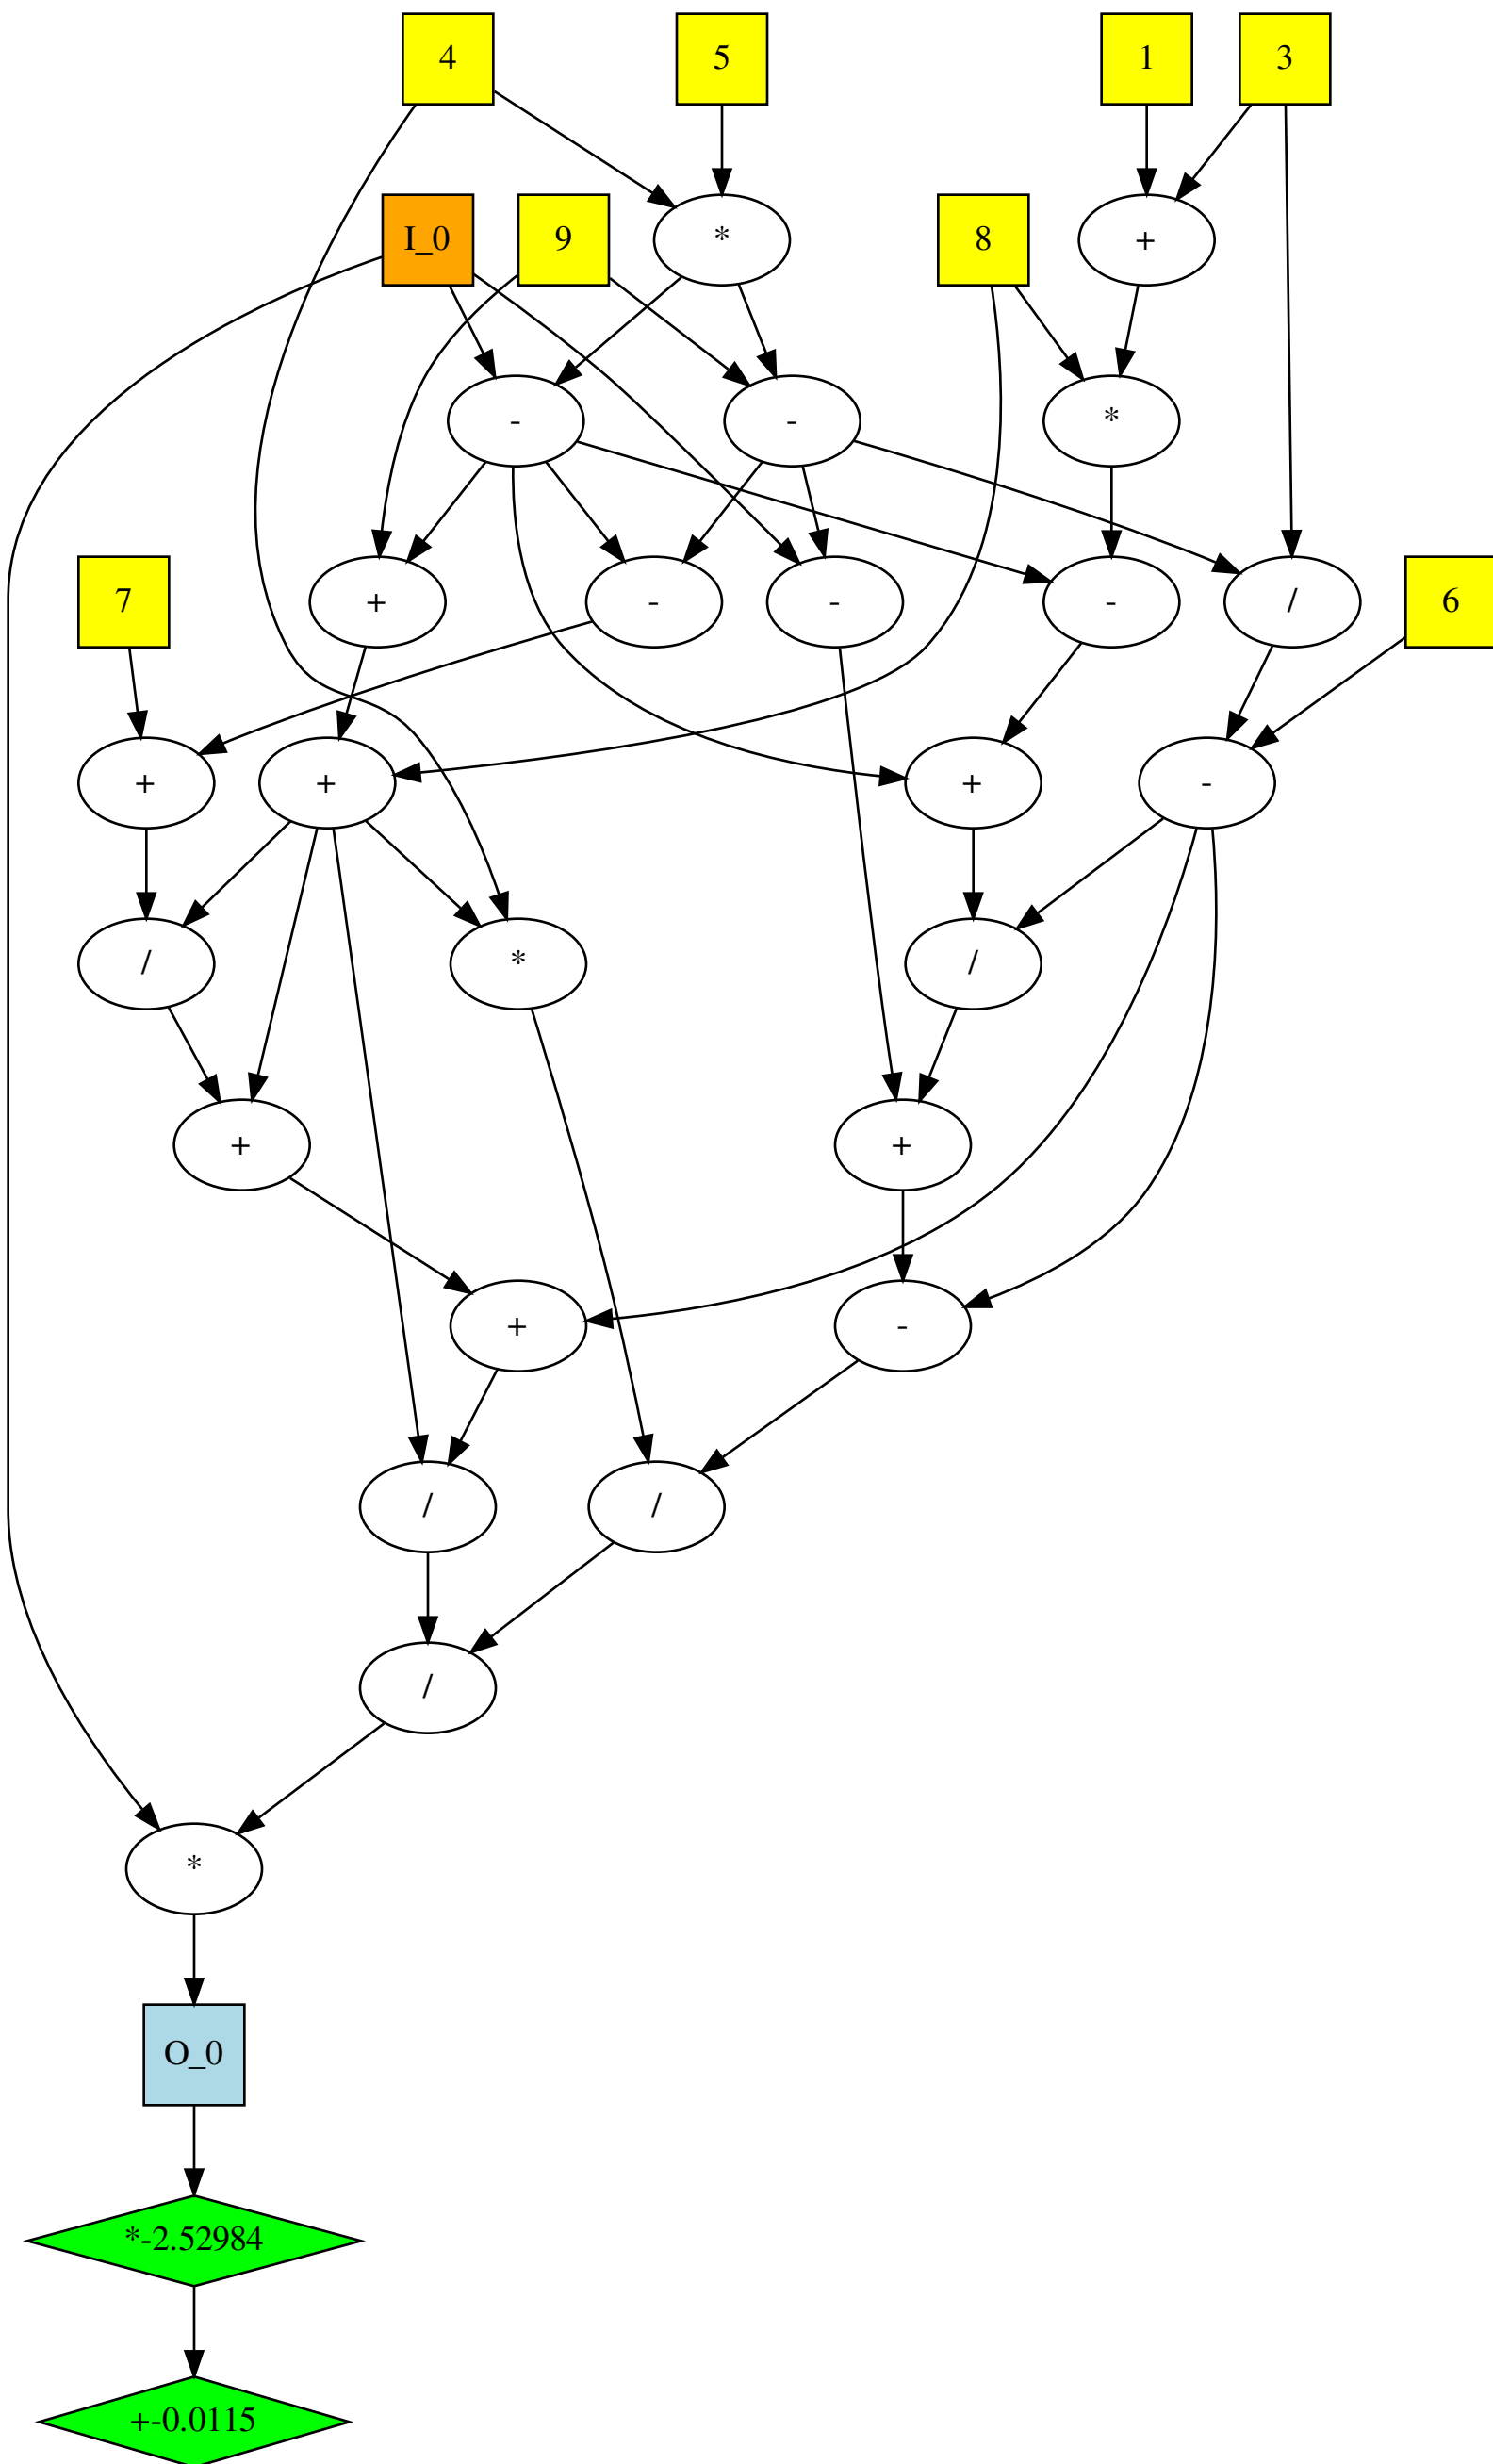 4 5 1 3
I_0 9 * 8 +
- - *
7 + - - - / 6
+ + + -
/ * /
+ +
+ -
/ /
/
*
O_0
*-2.52984
+-0.0115